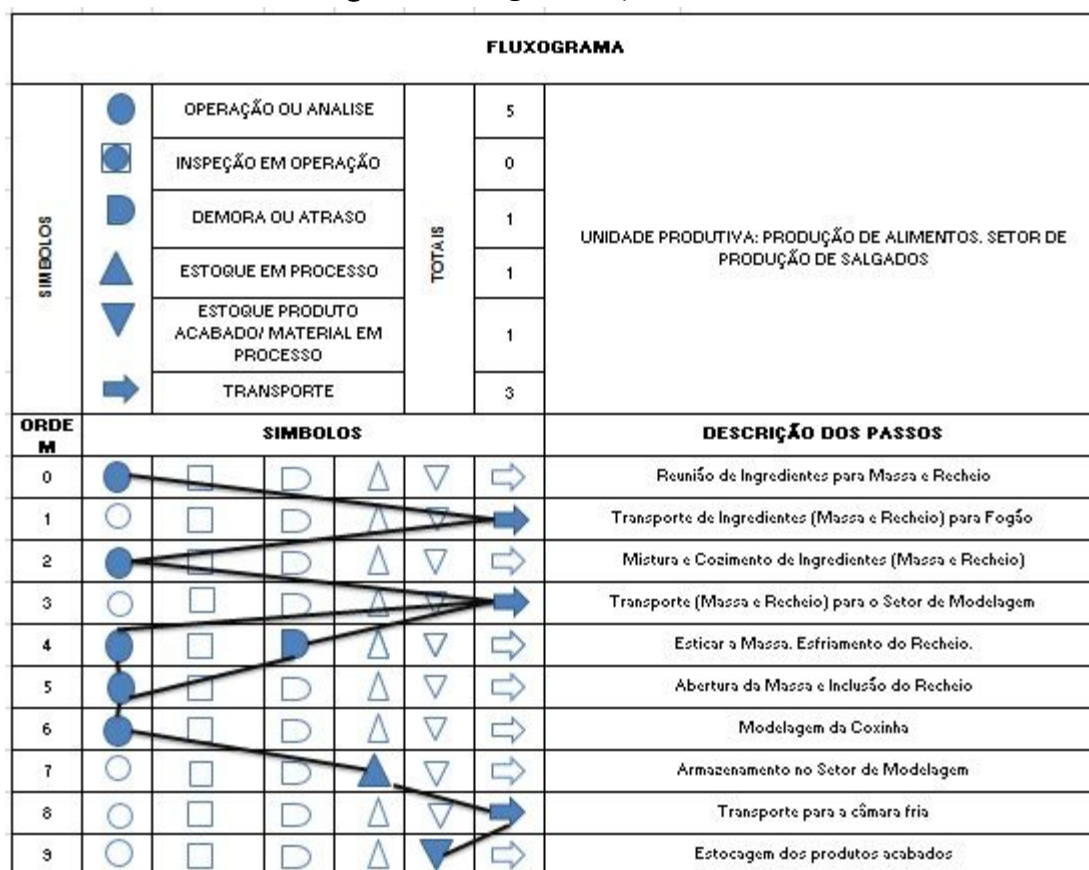 FLUXOGRAMA
SIMBOLOS
OPERAÇÃO OU ANALISE
5
INSPEÇÃO EM OPERAÇÃO
0
DEMORA OU ATRASO
1
ESTOQUE EM PROCESSO
1
ESTOQUE PRODUTO
ACABADO/ MATERIAL EM
PROCESSO
1
TRANSPORTE
3
TOTAIS
UNIDADE PRODUTIVA: PRODUÇÃO DE ALIMENTOS. SETOR DE
PRODUÇÃO DE SALGADOS
ORDE
M
SIMBOLOS
DESCRIÇÃO DOS PASSOS
0 Reunião de Ingredientes para Massa e Recheio
1 Transporte de Ingredientes (Massa e Recheio) para Fogão
2 Mistura e Cozimento de Ingredientes (Massa e Recheio)
3 Transporte (Massa e Recheio) para o Setor de Modelagem
4 Esticar a Massa. Esfriamento do Recheio.
5 Abertura da Massa e Inclusão do Recheio
6 Modelagem da Coxinha
7 Armazenamento no Setor de Modelagem
8 Transporte para a câmara fria
9 Estocagem dos produtos acabados